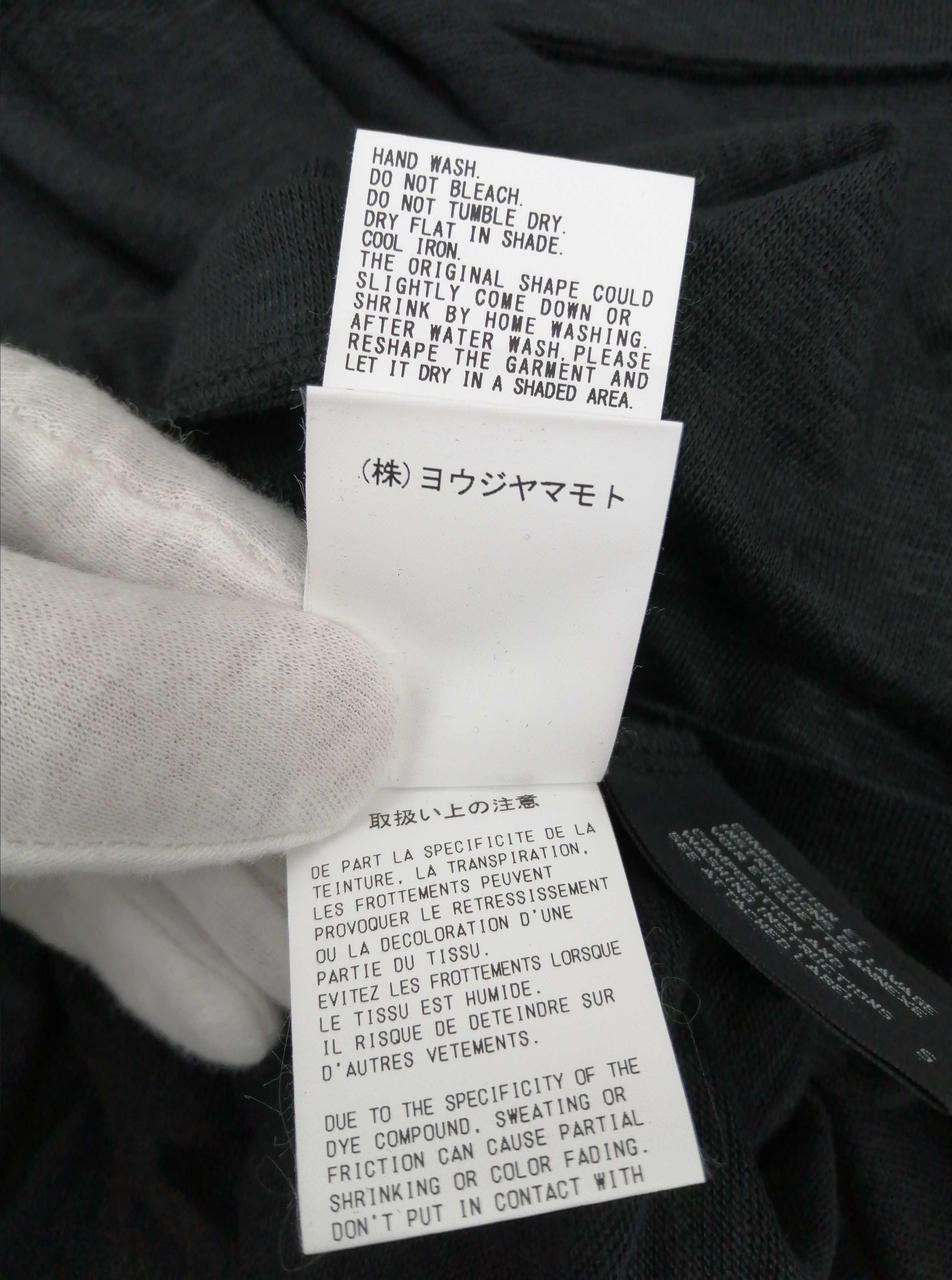 HAND WASH.
DO NOT BLEACH.
DO NOT TUMBLE DRY.
DRY FLAT IN SHADE.
COOL IRON.
THE ORIGINAL SHAPE COULD
SLIGHTLY COME DOWN OR
SHRINK BY HOME WASHING.
AFTER WATER WASH, PLEASE
RESHAPE THE GARMENT AND
LET IT DRY IN A SHADED AREA.
(株)ヨウジヤマモト
取扱い上の注意
DE PART LA SPECIFICITE DE LA
TEINTURE, LA TRANSPIRATION,
LES FROTTEMENTS PEUVENT
PROVOQUER LE RETRESSISSEMENT
OU LA DECOLORATION D'UNE
PARTIE DU TISSU.
EVITEZ LES FROTTEMENTS LORSQUE
LE TISSU EST HUMIDE.
IL RISQUE DE DETEINDRE SUR
D'AUTRES VETEMENTS.
DUE TO THE SPECIFICITY OF THE
DYE COMPOUND, SWEATING OR
FRICTION CAN CAUSE PARTIAL
SHRINKING OR COLOR FADING.
DON'T PUT IN CONTACT WITH